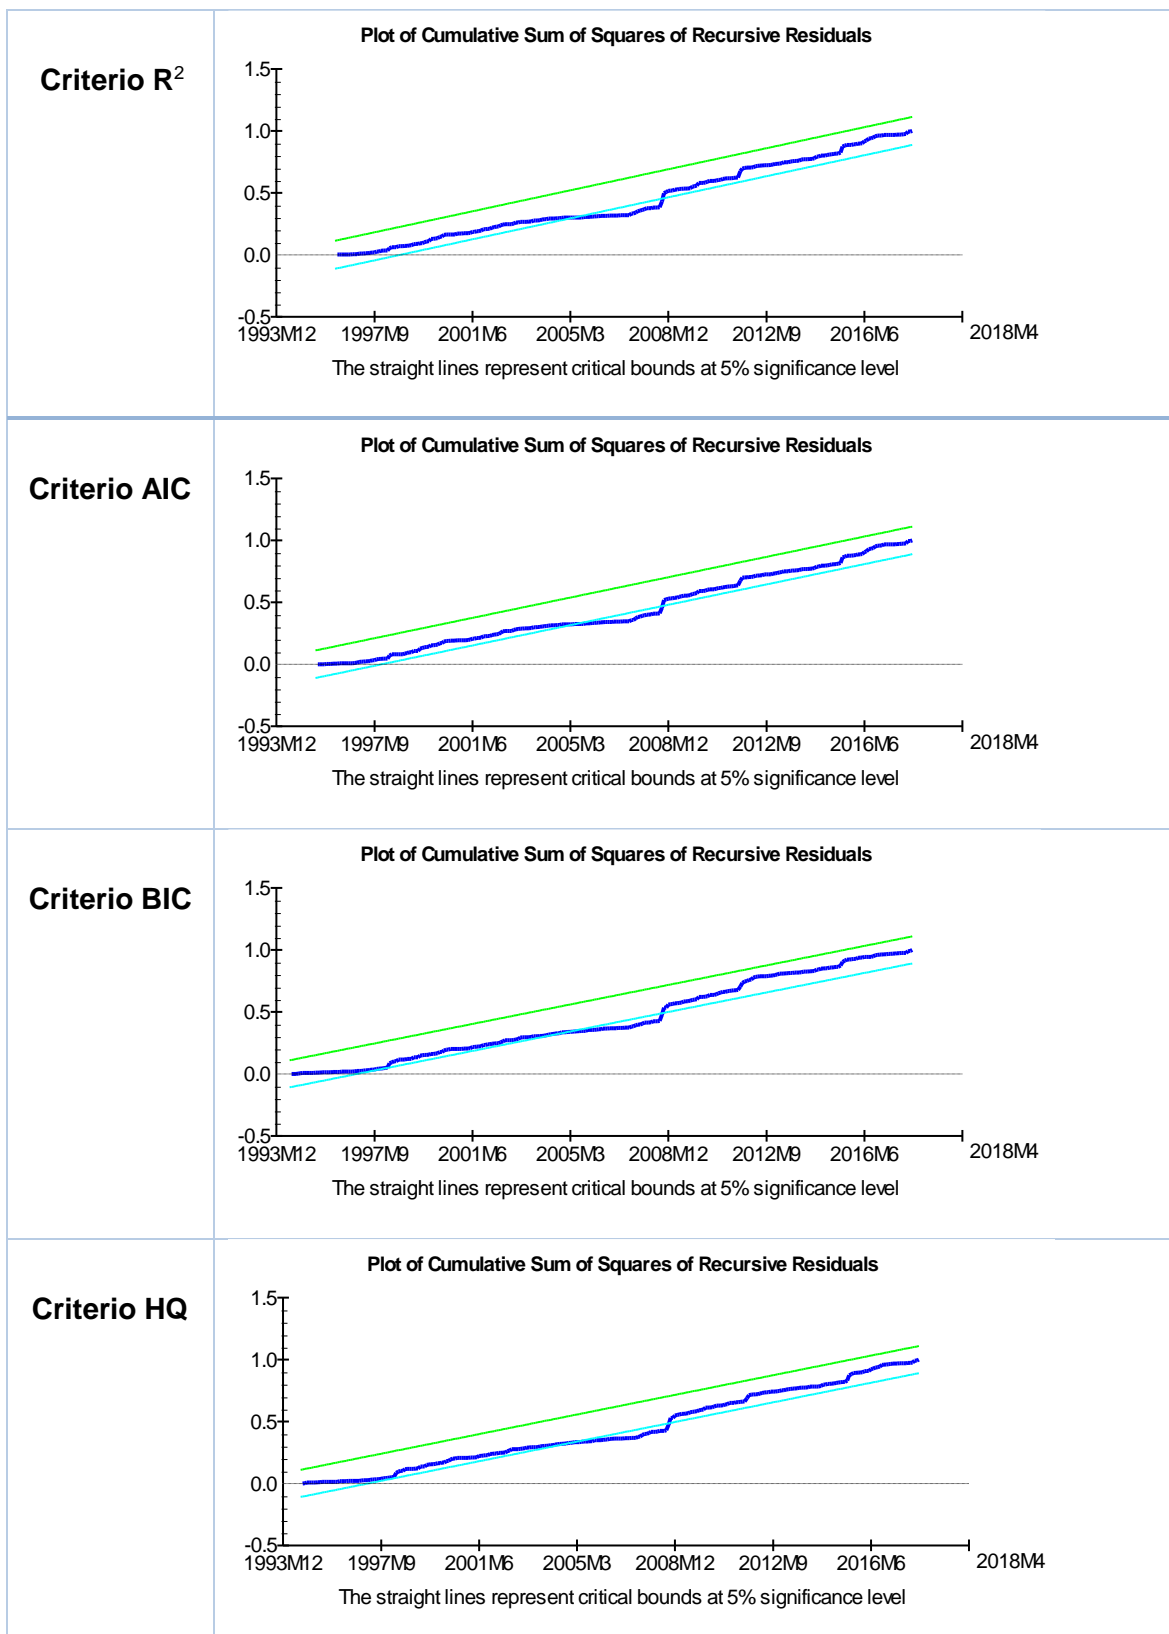 Criterio R²
Plot of Cumulative Sum of Squares of Recursive Residuals
1.5
1.0
0.5
0.0
-0.5
1993M12 1997M9 2001M6 2005M3 2008M12 2012M9 2016M6 2018M4
The straight lines represent critical bounds at 5% significance level
Criterio AIC
Plot of Cumulative Sum of Squares of Recursive Residuals
1.5
1.0
0.5
0.0
-0.5
1993M12 1997M9 2001M6 2005M3 2008M12 2012M9 2016M6 2018M4
The straight lines represent critical bounds at 5% significance level
Criterio BIC
Plot of Cumulative Sum of Squares of Recursive Residuals
1.5
1.0
0.5
0.0
-0.5
1993M12 1997M9 2001M6 2005M3 2008M12 2012M9 2016M6 2018M4
The straight lines represent critical bounds at 5% significance level
Criterio HQ
Plot of Cumulative Sum of Squares of Recursive Residuals
1.5
1.0
0.5
0.0
-0.5
1993M12 1997M9 2001M6 2005M3 2008M12 2012M9 2016M6 2018M4
The straight lines represent critical bounds at 5% significance level